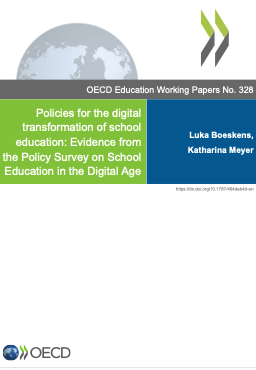 OECD Education Working Papers No. 328
Policies for the digital
transformation of school
education: Evidence from
the Policy Survey on School
Education in the Digital Age
Luka Boeskens,
Katharina Meyer
https://dx.doi.org/10.1787/464dab4d-en
OECD